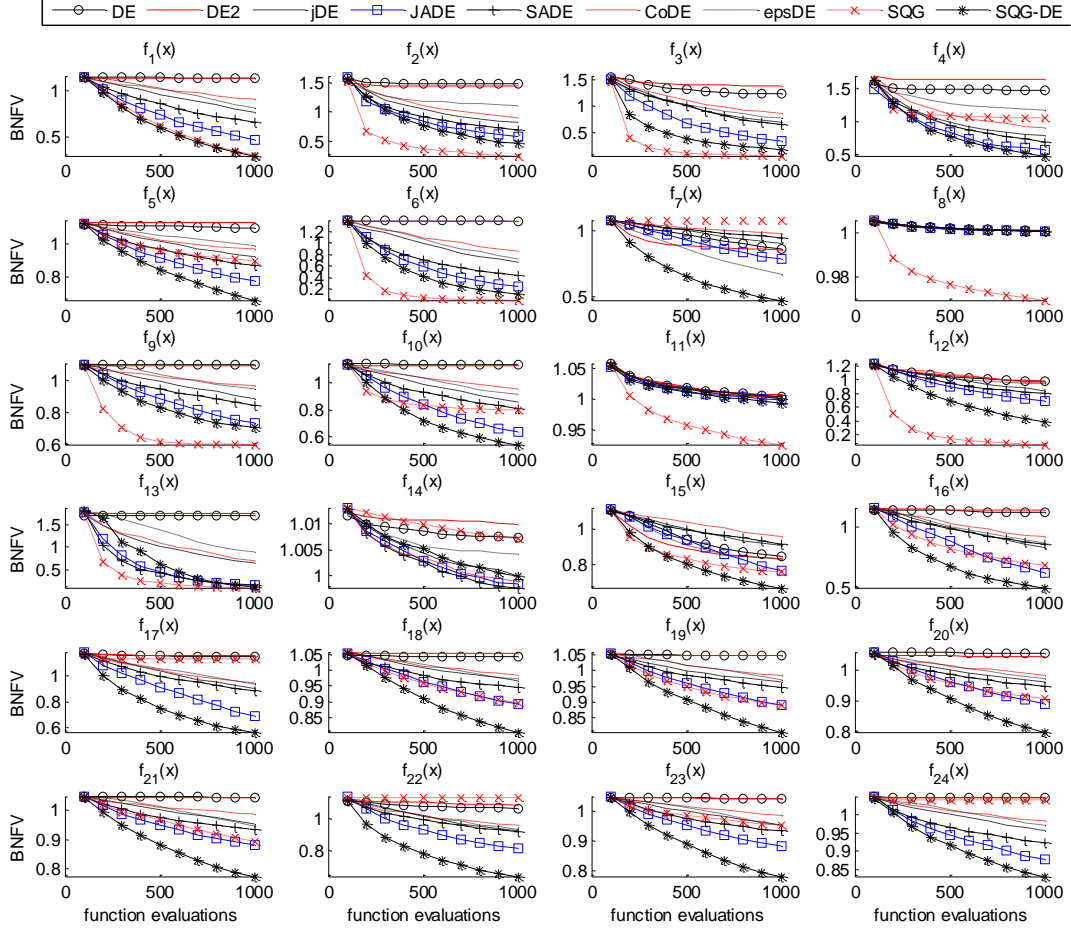 DE DE2 jDE JADE SADE CoDE epsDE SQG SQG-DE
f1(x) f2(x) f3(x) f4(x)
BNFV
1 0.5
1.5 1 0.5
1.5 1 0.5
1.5 1 0.5
0 500 1000 0 500 1000 0 500 1000 0 500 1000
f5(x) f6(x) f7(x) f8(x)
BNFV
1 0.8
1.2 1 0.8 0.6 0.4 0.2
1 0.5
1 0.98
0 500 1000 0 500 1000 0 500 1000 0 500 1000
f9(x) f10(x) f11(x) f12(x)
BNFV
1 0.8 0.6
1 0.8 0.6
1.05 1 0.95
1.2 1 0.8 0.6 0.4 0.2
0 500 1000 0 500 1000 0 500 1000 0 500 1000
f13(x) f14(x) f15(x) f16(x)
BNFV
1.5 1 0.5
1.01 1.005 1
1 0.8
1 0.5
0 500 1000 0 500 1000 0 500 1000 0 500 1000
f17(x) f18(x) f19(x) f20(x)
BNFV
1 0.8 0.6
1.05 1 0.95 0.9 0.85
1.05 1 0.95 0.9 0.85
1 0.9 0.8
0 500 1000 0 500 1000 0 500 1000 0 500 1000
f21(x) f22(x) f23(x) f24(x)
BNFV
1 0.9 0.8
1 0.8
1 0.9 0.8
1 0.95 0.9 0.85
0 500 1000 0 500 1000 0 500 1000 0 500 1000
function evaluations function evaluations function evaluations function evaluations